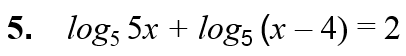 5. log₅ 5x + log₅ (x – 4) = 2